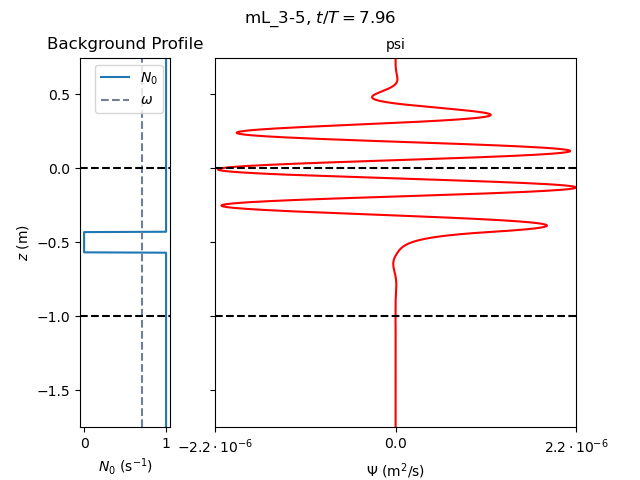 mL_3-5, t/T = 7.96
Background Profile
psi
N₀
ω
0.5
0.0
−0.5
−1.0
−1.5
z (m)
0
1
−2.2 · 10⁻⁶
0.0
2.2 · 10⁻⁶
N₀ (s⁻¹)
Ψ (m²/s)